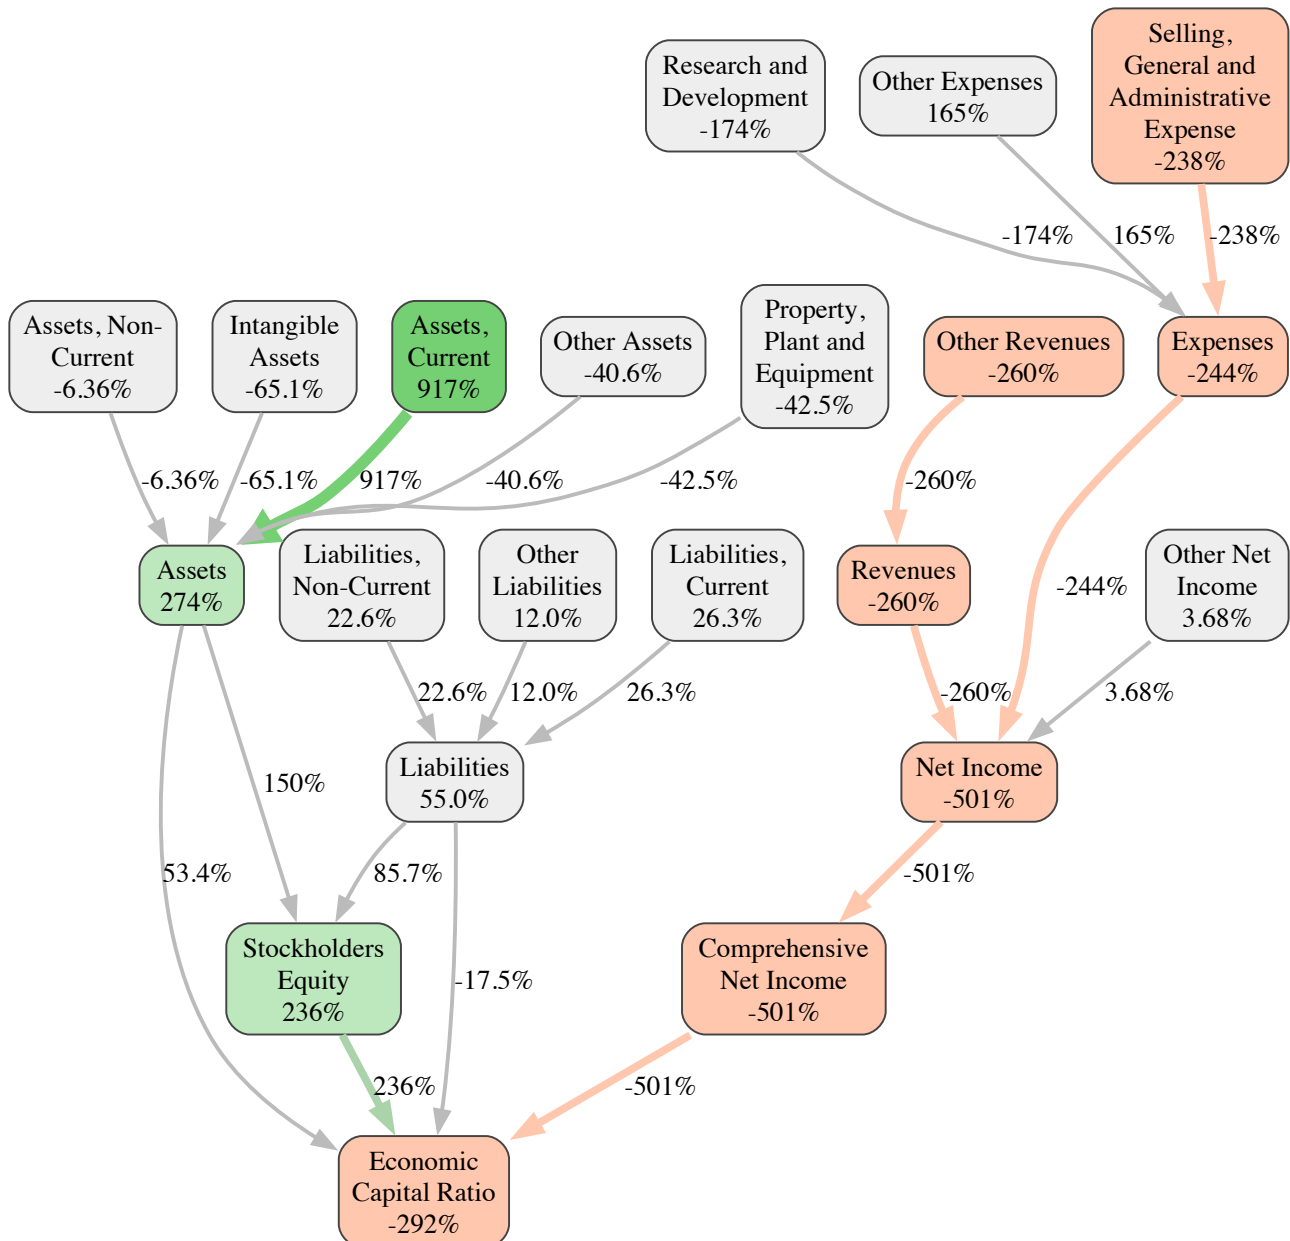 Selling,
General and
Administrative
Expense
-238%
Research and
Development
-174%
Other Expenses
165%
-174%
165%
-238%
Assets, Non-
Current
-6.36%
Intangible
Assets
-65.1%
Assets,
Current
917%
Other Assets
-40.6%
Property,
Plant and
Equipment
-42.5%
Other Revenues
-260%
Expenses
-244%
-6.36%
-65.1%
917%
-40.6%
-42.5%
-260%
Assets
274%
Liabilities,
Non-Current
22.6%
Other
Liabilities
12.0%
Liabilities,
Current
26.3%
Revenues
-260%
-244%
Other Net
Income
3.68%
22.6%
12.0%
26.3%
-260%
3.68%
150%
Liabilities
55.0%
Net Income
-501%
53.4%
85.7%
-501%
Stockholders
Equity
236%
-17.5%
Comprehensive
Net Income
-501%
236%
-501%
Economic
Capital Ratio
-292%